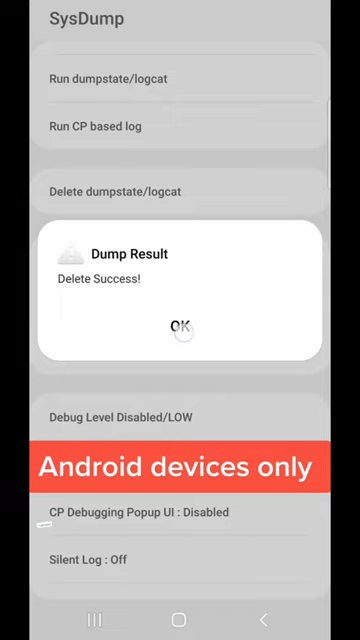 SysDump
Run dumpstate/logcat
Run CP based log
Delete dumpstate/logcat
Dump Result
Delete Success!
OK
Debug Level Disabled/LOW
Android devices only
CP Debugging Popup UI : Disabled
Silent Log : Off